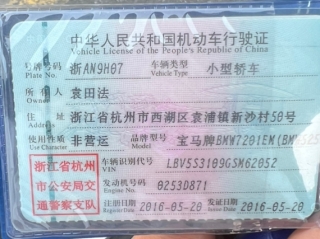 中华人民共和国机动车行驶证
Vehicle License of the People's Republic of China
号牌号码 浙AN9H07 车辆类型 小型轿车
Plate No. Vehicle Type
所有人 袁田法
Owner
住址 浙江省杭州市西湖区袁浦镇新沙村50号
Address
使用性质 非营运 品牌型号 宝马牌BMW7201EM(BMW
Use Character Model
浙江省杭州市公安局交通警察支队
车辆识别代号 LBV5S3109GSM62052
VIN
发动机号码 0253D871
Engine No.
注册日期 2016-05-20 发证日期 2016-05-20
Register Date Issue Date